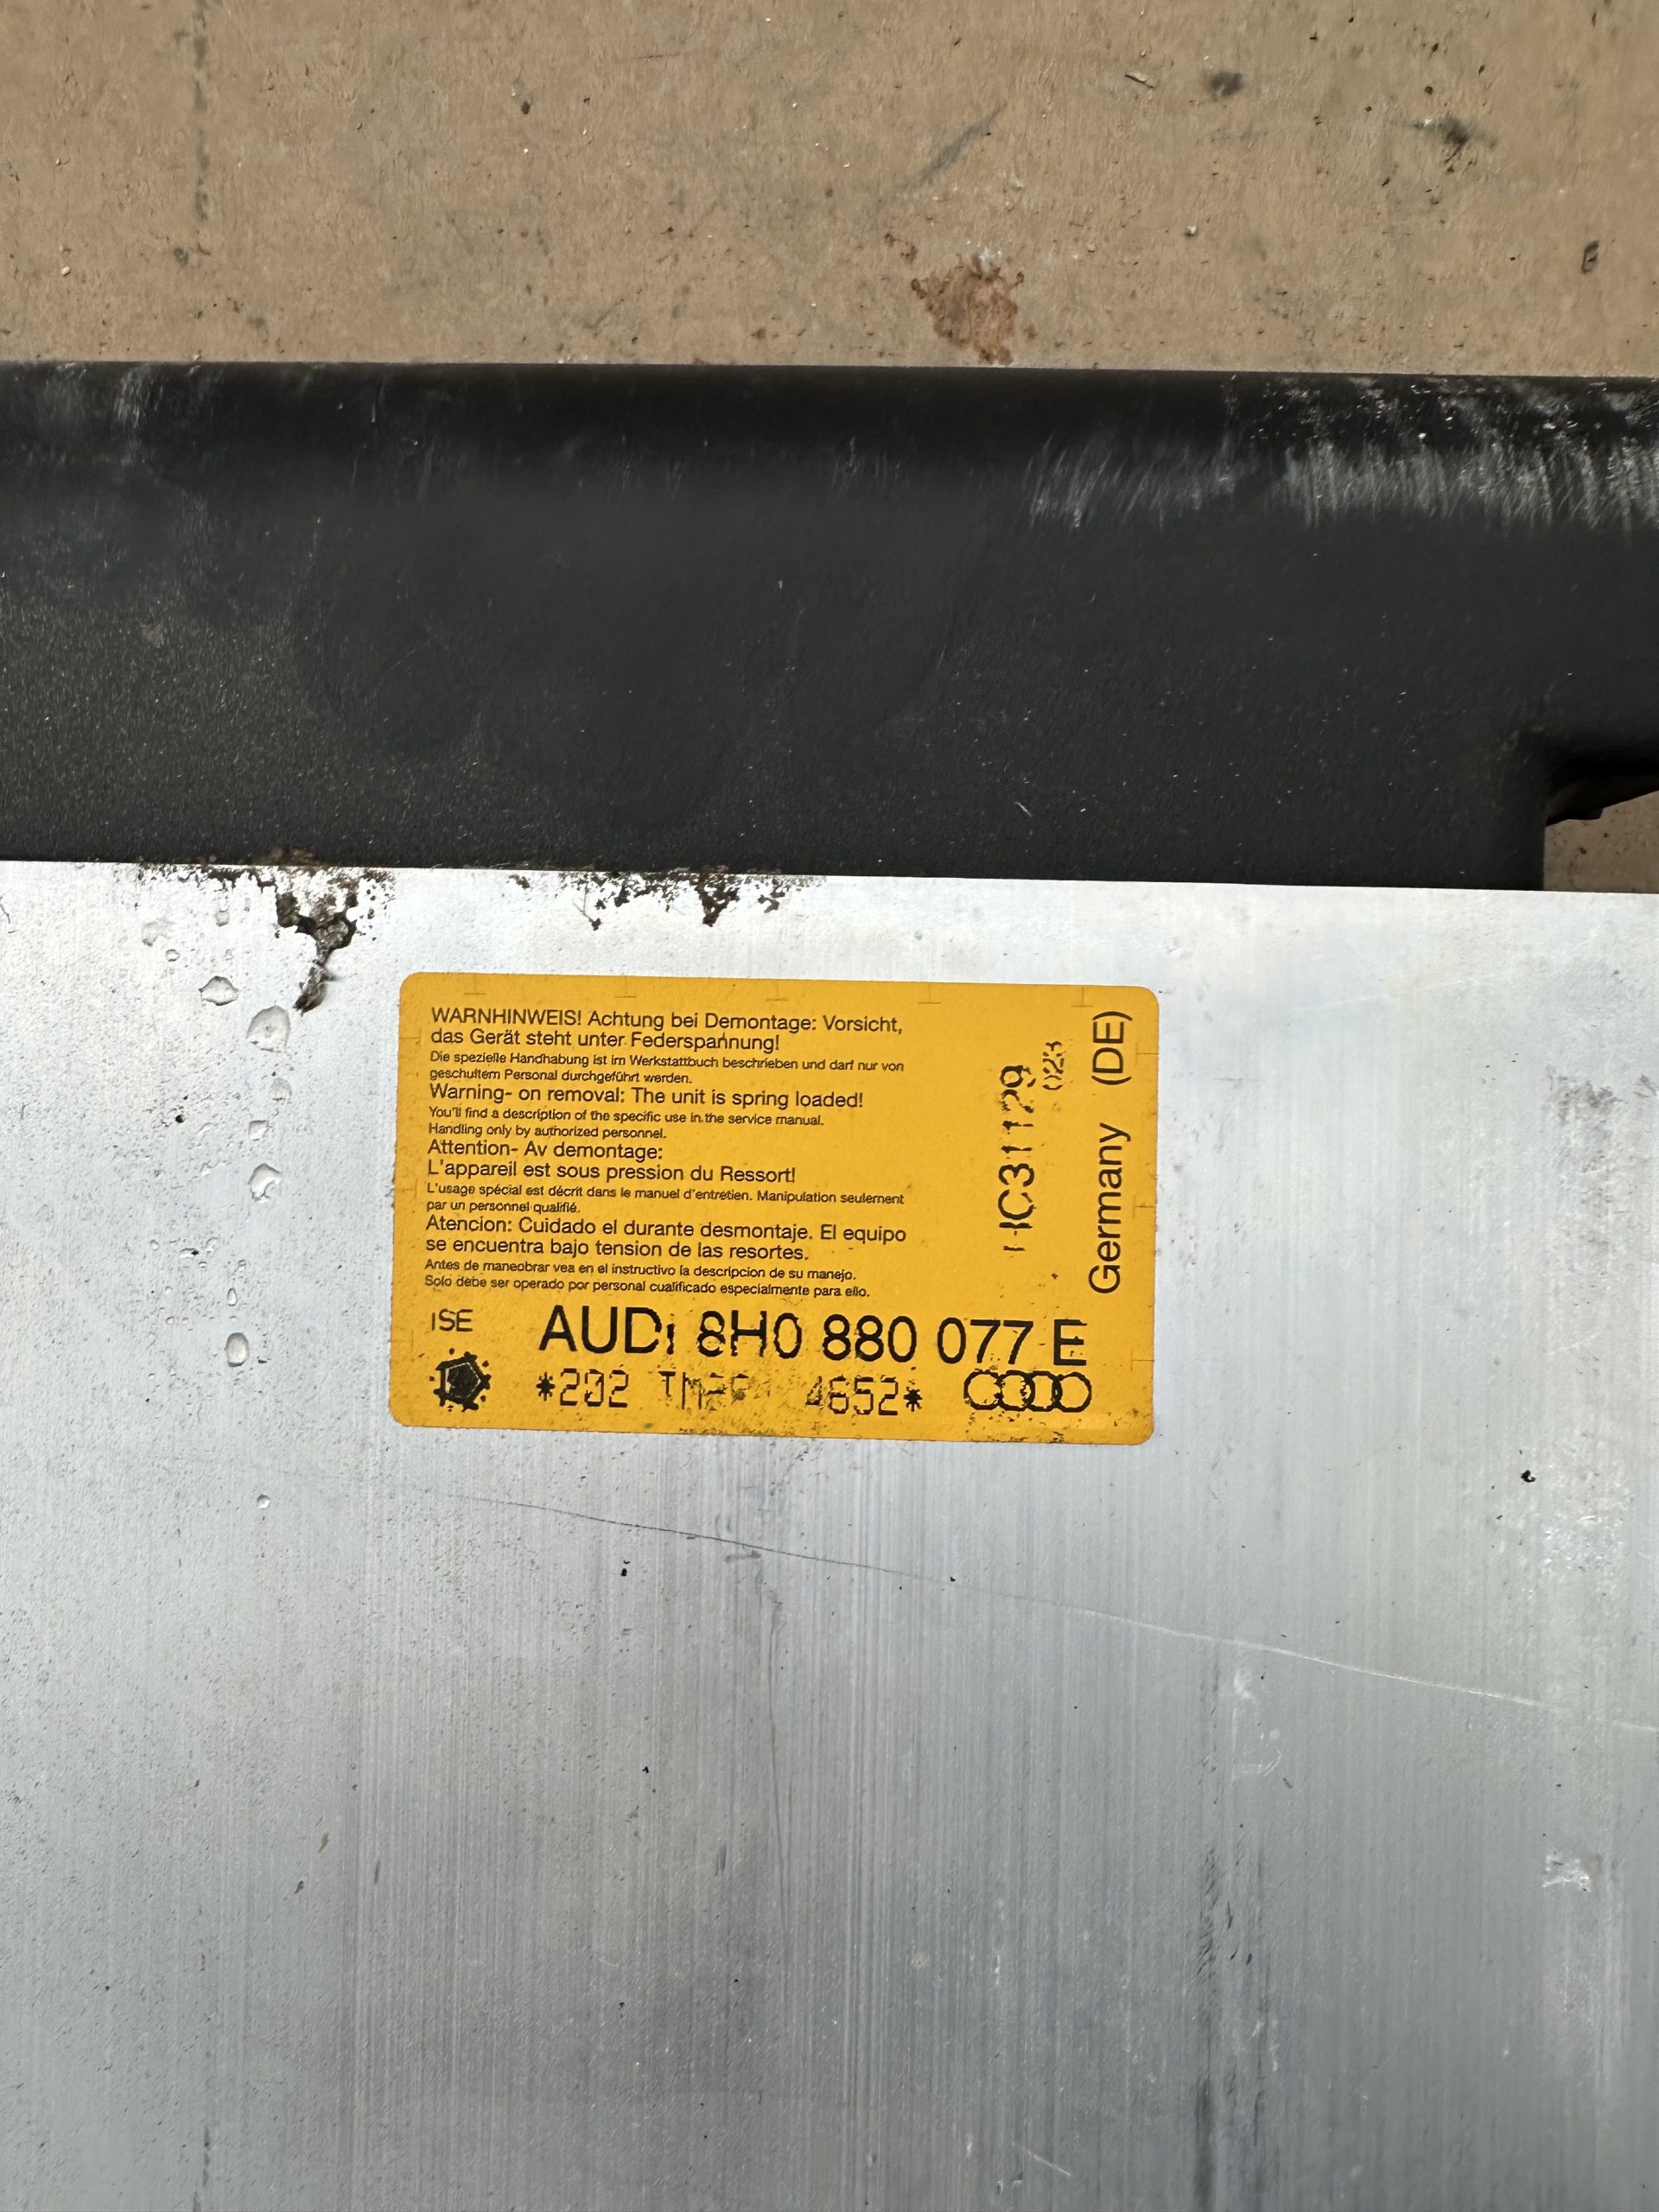 WARNHINWEIS! Achtung bei Demontage: Vorsicht,
das Gerät steht unter Federspannung!
Die spezielle Handhabung ist im Werkstattbuch beschrieben und darf nur von
geschultem Personal durchgeführt werden.
Warning- on removal: The unit is spring loaded!
You'll find a description of the specific use in the service manual.
Handling only by authorized personnel.
Attention- Av demontage:
L'appareil est sous pression du Ressort!
L'usage spécial est décrit dans le manuel d'entretien. Manipulation seulement
par un personnel qualifié.
Atencion: Cuidado el durante desmontaje. El equipo
se encuentra bajo tension de las resortes.
Antes de maneobrar vea en el instructivo la descripcion de su manejo.
Solo debe ser operado por personal cualificado especialmente para ello.
ISE
AUDi 8H0 880 077 E
*202 4652*
023
Germany (DE)